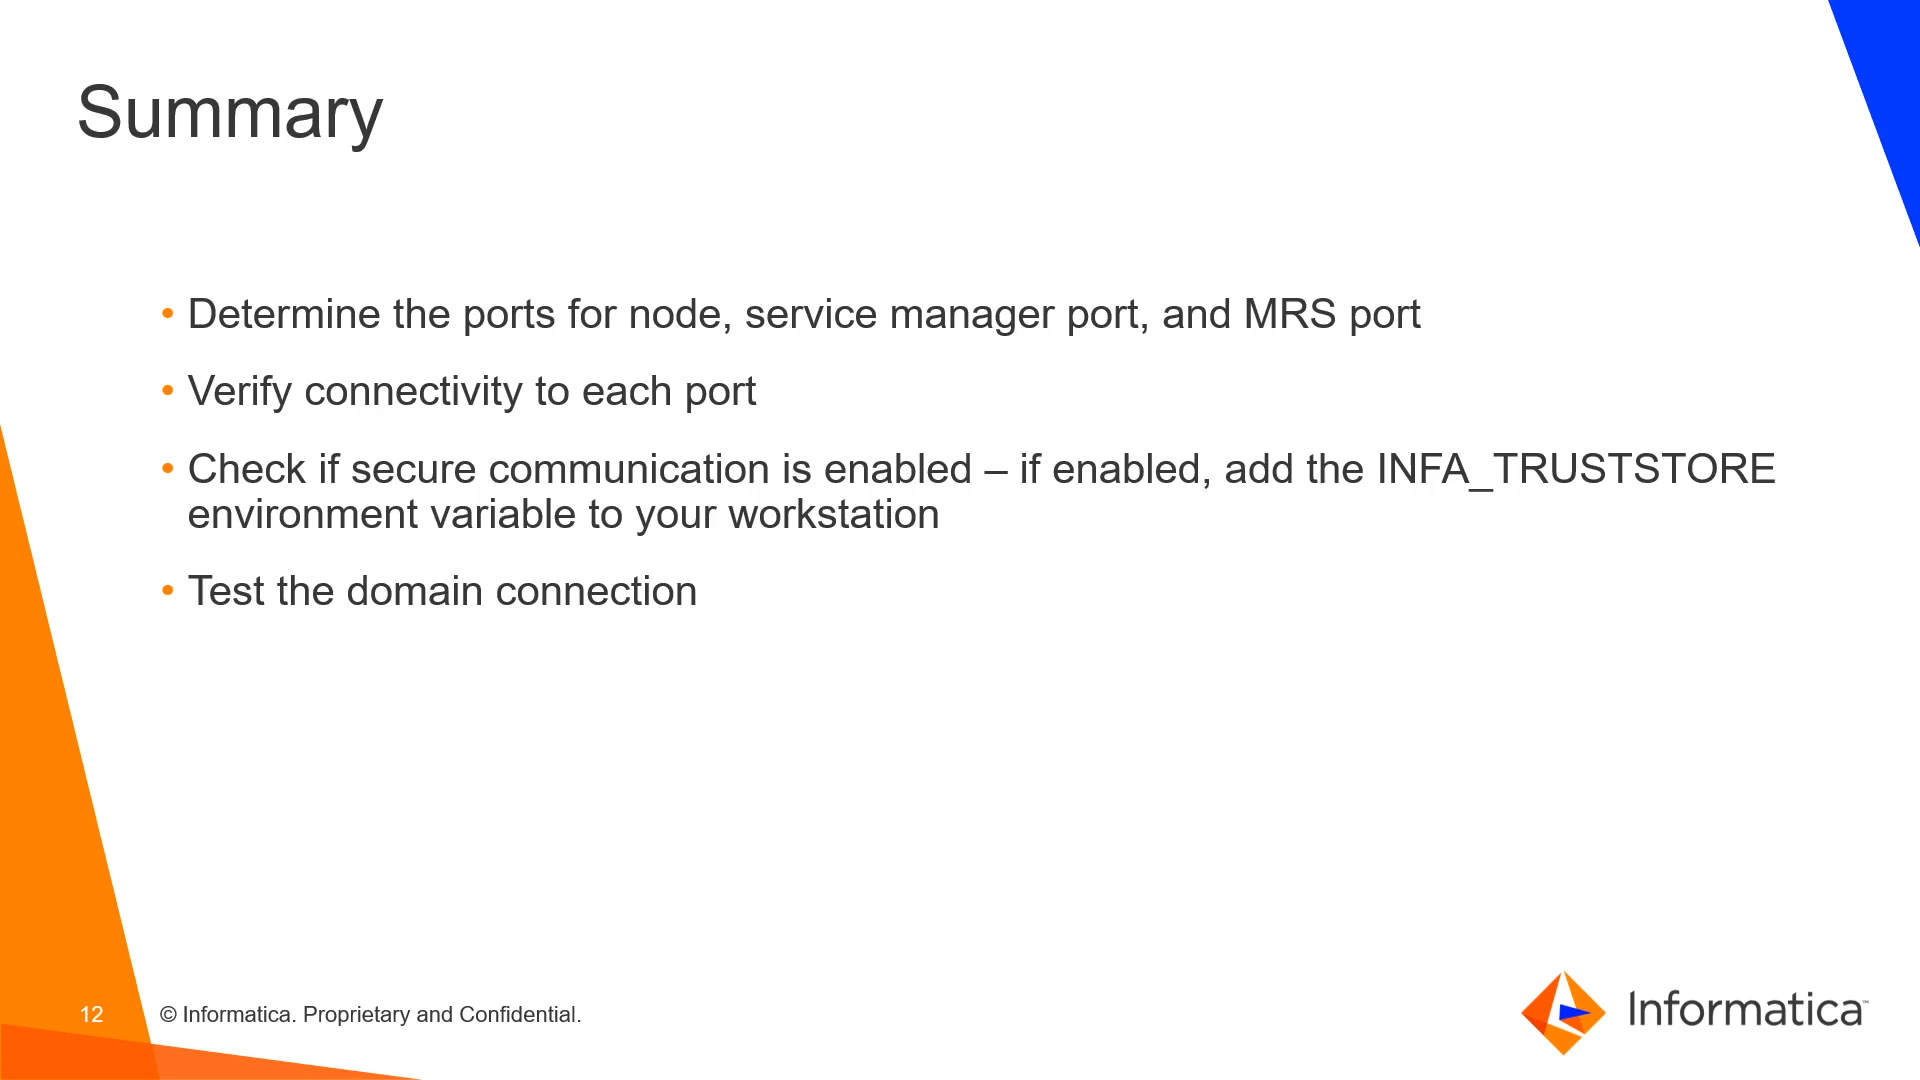 Summary
• Determine the ports for node, service manager port, and MRS port
• Verify connectivity to each port
• Check if secure communication is enabled – if enabled, add the INFA_TRUSTSTORE
environment variable to your workstation
• Test the domain connection
12
© Informatica. Proprietary and Confidential.
Informatica™